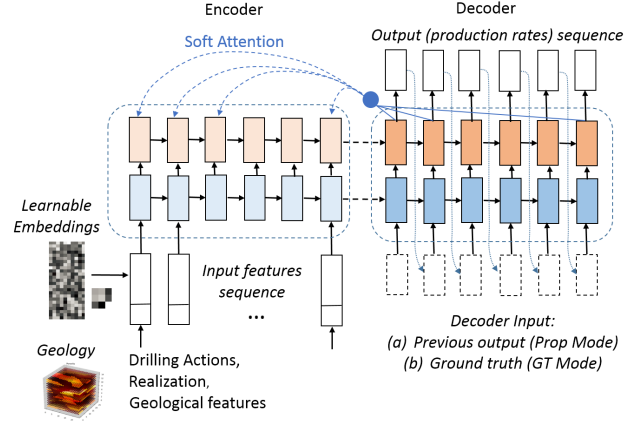 Encoder
Decoder
Soft Attention
Output (production rates) sequence
Learnable
Embeddings
Input features
sequence
...
Geology
Drilling Actions,
Realization,
Geological features
Decoder Input:
(a) Previous output (Prop Mode)
(b) Ground truth (GT Mode)